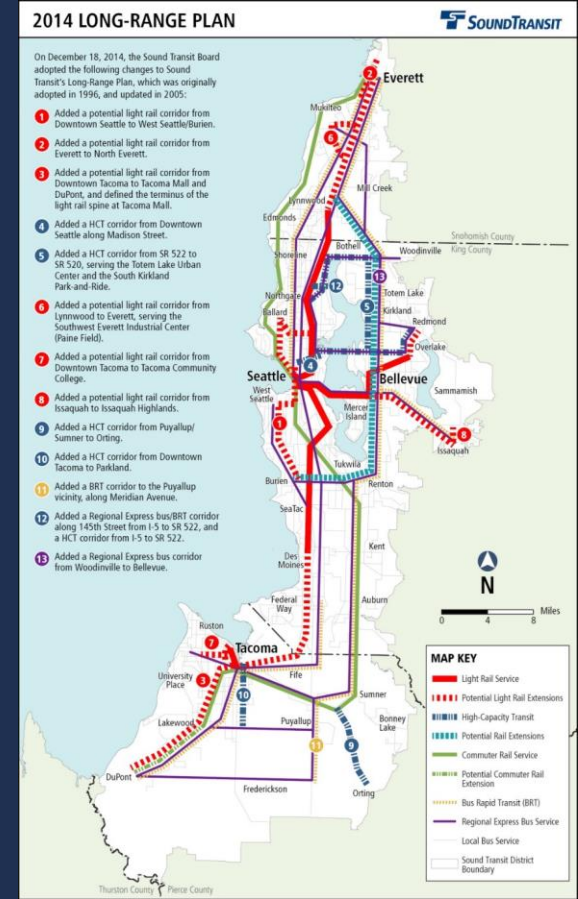 2014 LONG-RANGE PLAN
SOUNDTRANSIT
On December 18, 2014, the Sound Transit Board
adopted the following changes to Sound
Transit's Long-Range Plan, which was originally
adopted in 1996, and updated in 2005:
1 Added a potential light rail corridor from
Downtown Seattle to West Seattle/Burien.
2 Added a potential light rail corridor from
Everett to North Everett.
3 Added a potential light rail corridor from
Downtown Tacoma to Tacoma Mall and
DuPont, and defined the terminus of the
light rail spine at Tacoma Mall.
4 Added a HCT corridor from Downtown
Seattle along Madison Street.
5 Added a HCT corridor from SR 522 to
SR 520, serving the Totem Lake Urban
Center and the South Kirkland
Park-and-Ride.
6 Added a potential light rail corridor from
Lynnwood to Everett, serving the
Southwest Everett Industrial Center
(Paine Field).
7 Added a potential light rail corridor from
Downtown Tacoma to Tacoma Community
College.
8 Added a potential light rail corridor from
Issaquah to Issaquah Highlands.
9 Added a HCT corridor from Puyallup/
Sumner to Orting.
10 Added a HCT corridor from Downtown
Tacoma to Parkland.
11 Added a BRT corridor to the Puyallup
vicinity, along Meridian Avenue.
12 Added a Regional Express bus/BRT corridor
along 145th Street from I-5 to SR 522, and
a HCT corridor from I-5 to SR 522.
13 Added a Regional Express bus corridor
from Woodinville to Bellevue.
2
Everett
Mukilteo
6
Mill Creek
Lynnwood
Edmonds
Snohomish County
King County
Bothell
Woodinville
Shoreline
13
12
Totem Lake
5
Kirkland
Northgate
Ballard
Redmond
Overlake
4
Seattle
Bellevue
West
Seattle
Sammamish
Mercer
Island
1
8
Issaquah
Tukwila
Burien
Renton
SeaTac
Kent
Des
Moines
Auburn
Federal
Way
N
0 4 8 Miles
Ruston
7
Tacoma
Fife
University
Place
3
10
Sumner
Lakewood
Puyallup
Bonney
Lake
11
9
DuPont
Frederickson
Orting
Thurston County
Pierce County
MAP KEY
Light Rail Service
Potential Light Rail Extensions
High-Capacity Transit
Potential Rail Extensions
Commuter Rail Service
Potential Commuter Rail
Extension
Bus Rapid Transit (BRT)
Regional Express Bus Service
Local Bus Service
Sound Transit District
Boundary